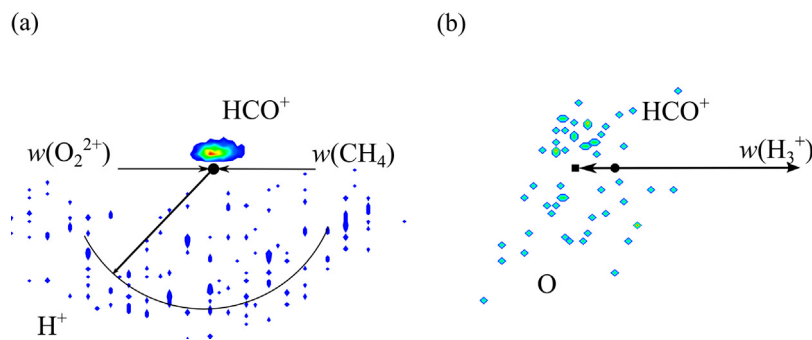 (a)
HCO⁺
w(O₂²⁺)
w(CH₄)
H⁺
(b)
HCO⁺
w(H₃⁺)
O